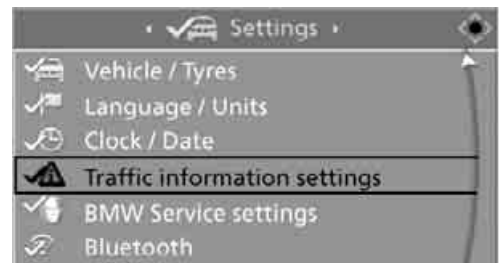 Settings
Vehicle / Tyres
Language / Units
Clock / Date
Traffic information settings
BMW Service settings
Bluetooth